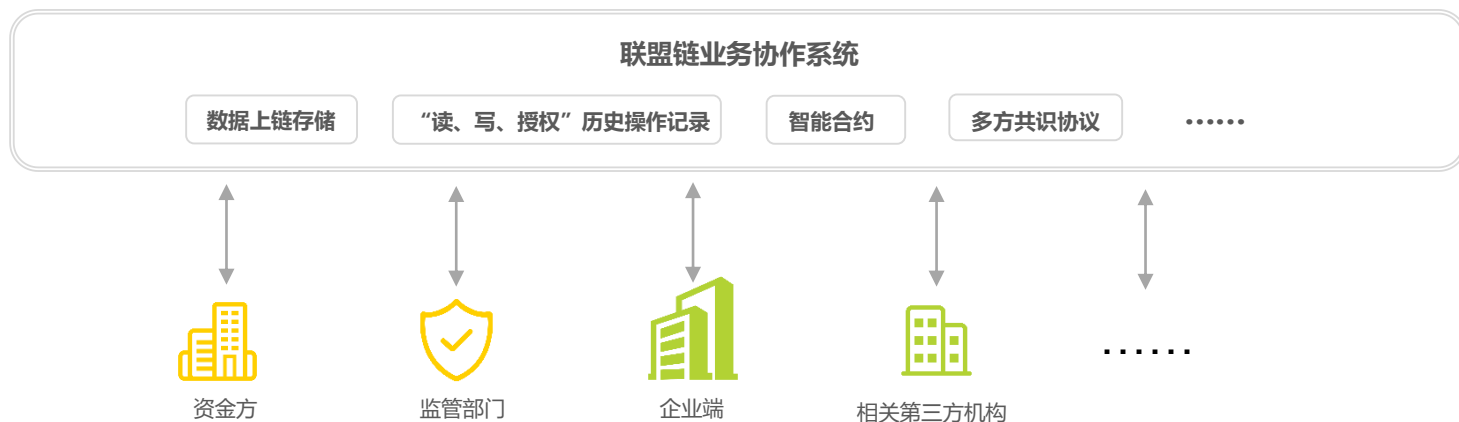 联盟链业务协作系统
数据上链存储
“读、写、授权”历史操作记录
智能合约
多方共识协议
······
资金方
监管部门
企业端
相关第三方机构
······